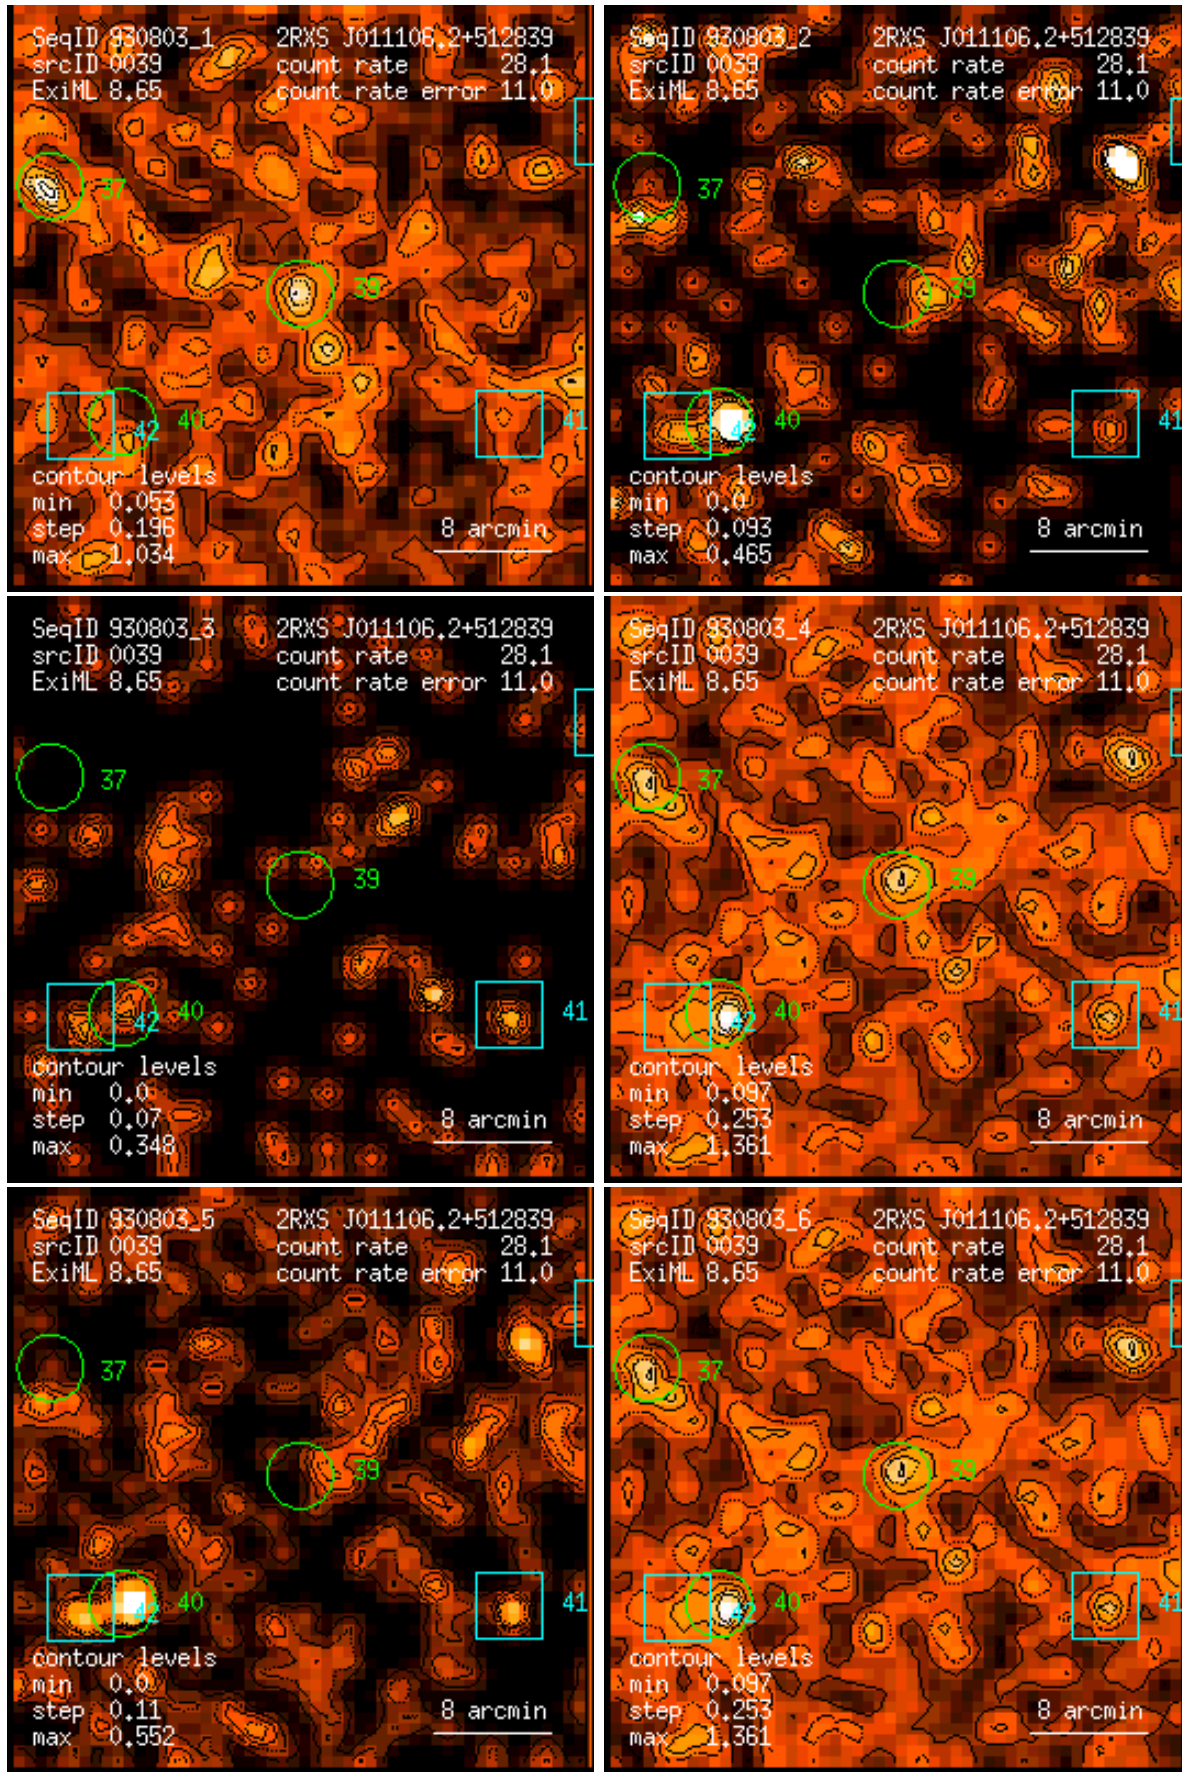 SeqID 930803_1 2RXS J011106.2+512839
srcID 0039 count rate 28.1
ExiML 8.65 count rate error 11.0
37
39
40
42
41
contour levels
min 0.053
step 0.196
max 1.034
8 arcmin
SeqID 930803_2 2RXS J011106.2+512839
srcID 0039 count rate 28.1
ExiML 8.65 count rate error 11.0
37
39
40
42
41
contour levels
min 0.0
step 0.093
max 0.465
8 arcmin
SeqID 930803_3 2RXS J011106.2+512839
srcID 0039 count rate 28.1
ExiML 8.65 count rate error 11.0
37
39
40
42
41
contour levels
min 0.0
step 0.07
max 0.348
8 arcmin
SeqID 930803_4 2RXS J011106.2+512839
srcID 0039 count rate 28.1
ExiML 8.65 count rate error 11.0
37
39
40
42
41
contour levels
min 0.097
step 0.253
max 1.361
8 arcmin
SeqID 930803_5 2RXS J011106.2+512839
srcID 0039 count rate 28.1
ExiML 8.65 count rate error 11.0
37
39
40
42
41
contour levels
min 0.0
step 0.11
max 0.552
8 arcmin
SeqID 930803_6 2RXS J011106.2+512839
srcID 0039 count rate 28.1
ExiML 8.65 count rate error 11.0
37
39
40
42
41
contour levels
min 0.097
step 0.253
max 1.361
8 arcmin